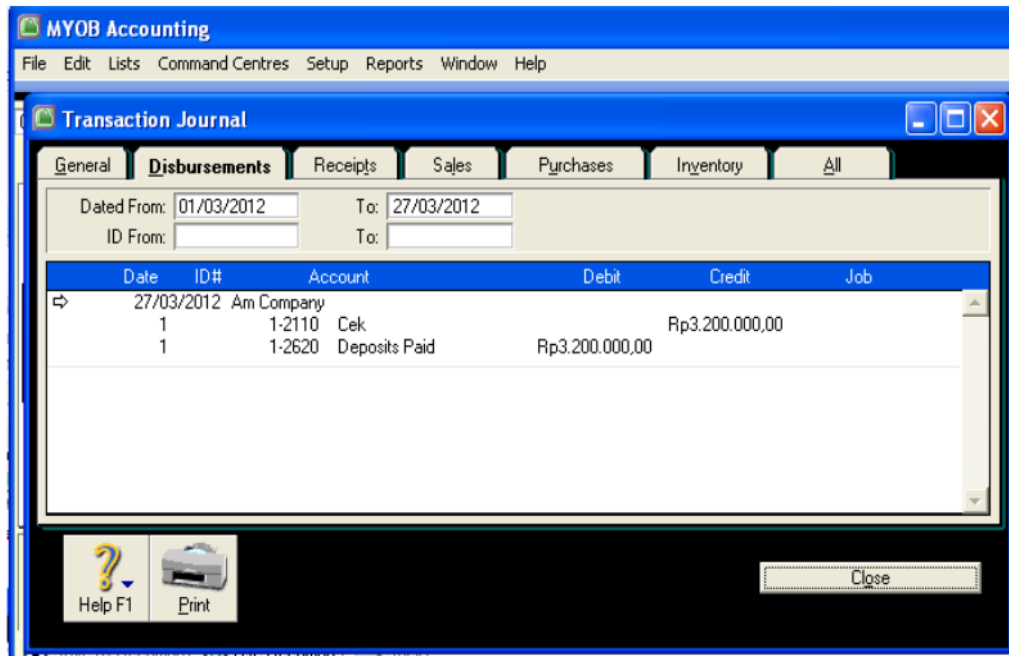 MYOB Accounting
File Edit Lists Command Centres Setup Reports Window Help
Transaction Journal
General Disbursements Receipts Sales Purchases Inventory All
Dated From: 01/03/2012 To: 27/03/2012
ID From: To:
Date ID# Account Debit Credit Job
27/03/2012 Am Company
1 1-2110 Cek Rp3.200.000,00
1 1-2620 Deposits Paid Rp3.200.000,00
Help F1 Print Close